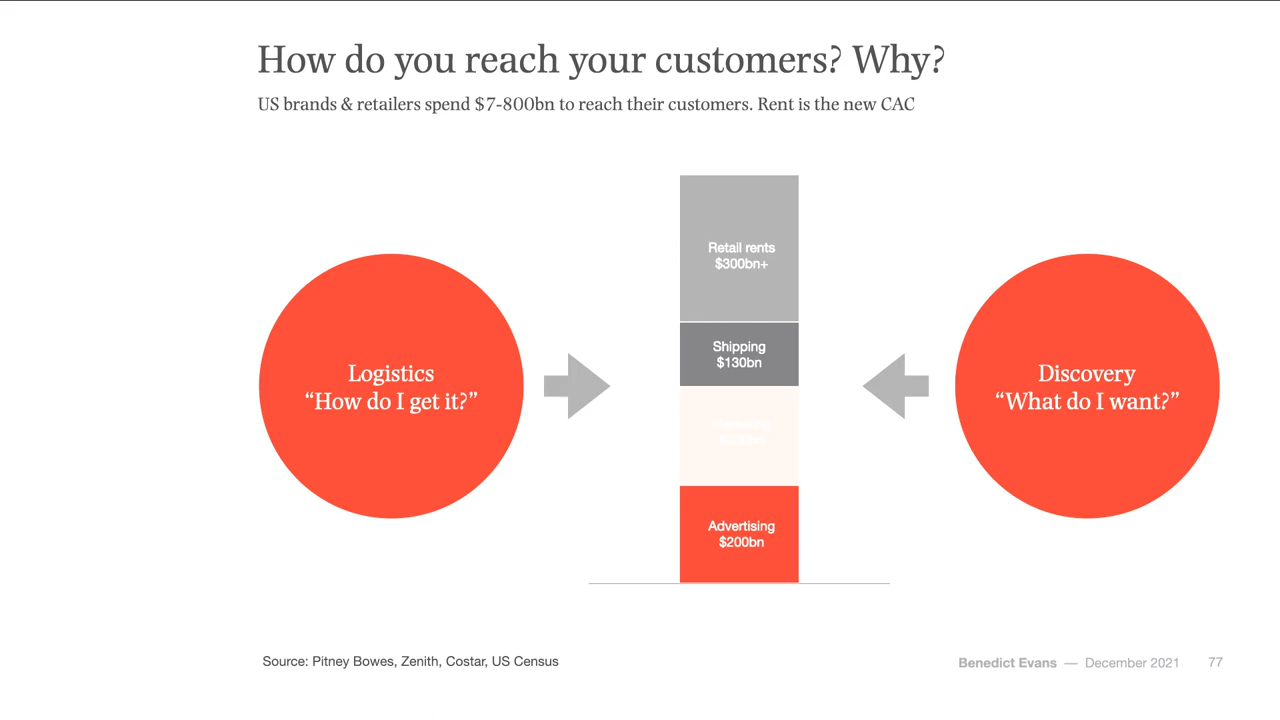 How do you reach your customers? Why?
US brands & retailers spend $7-800bn to reach their customers. Rent is the new CAC
Retail rents
$300bn+
Shipping
$130bn
Advertising
$200bn
Logistics
“How do I get it?”
Discovery
“What do I want?”
Source: Pitney Bowes, Zenith, Costar, US Census
Benedict Evans — December 2021 77